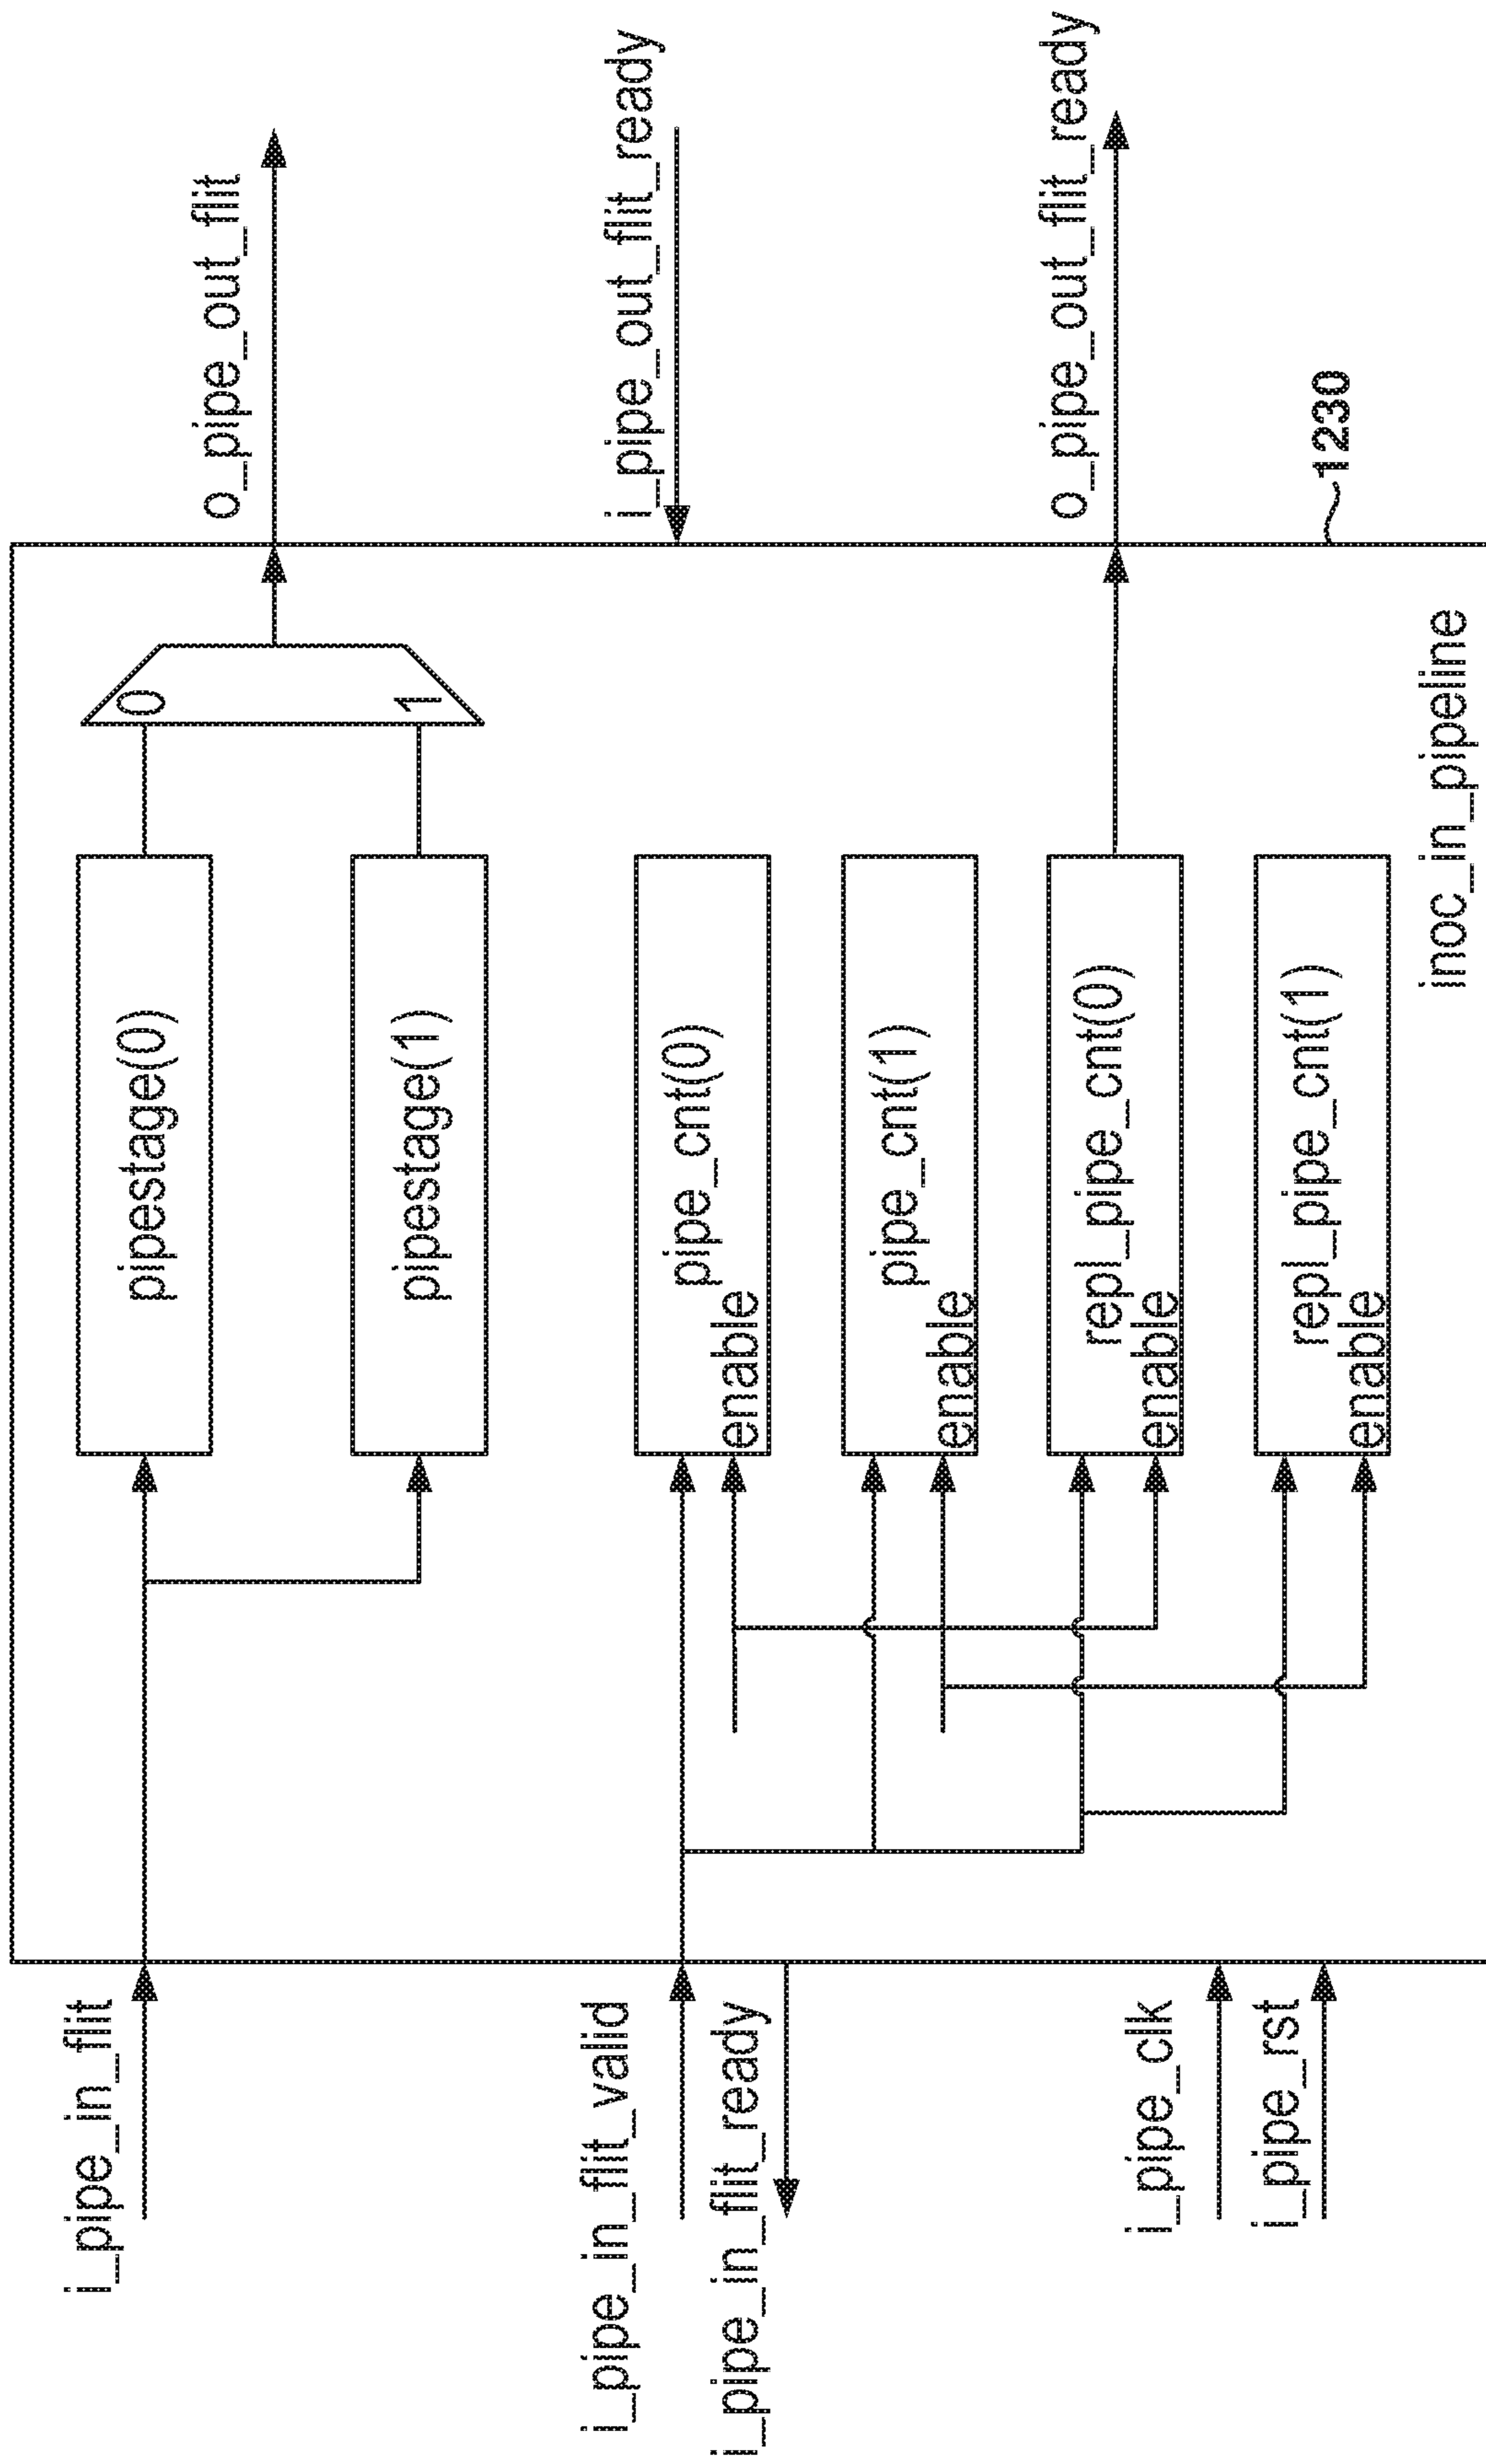 i_pipe_in_flit
i_pipe_in_flit_valid
i_pipe_in_flit_ready
i_pipe_clk
i_pipe_rst
pipestage(0)
pipestage(1)
pipe_cnt(0)
enable
pipe_cnt(1)
enable
repl_pipe_cnt(0)
enable
repl_pipe_cnt(1)
enable
0
1
inoc_in_pipeline
o_pipe_out_flit
i_pipe_out_flit_ready
o_pipe_out_flit_ready
1230